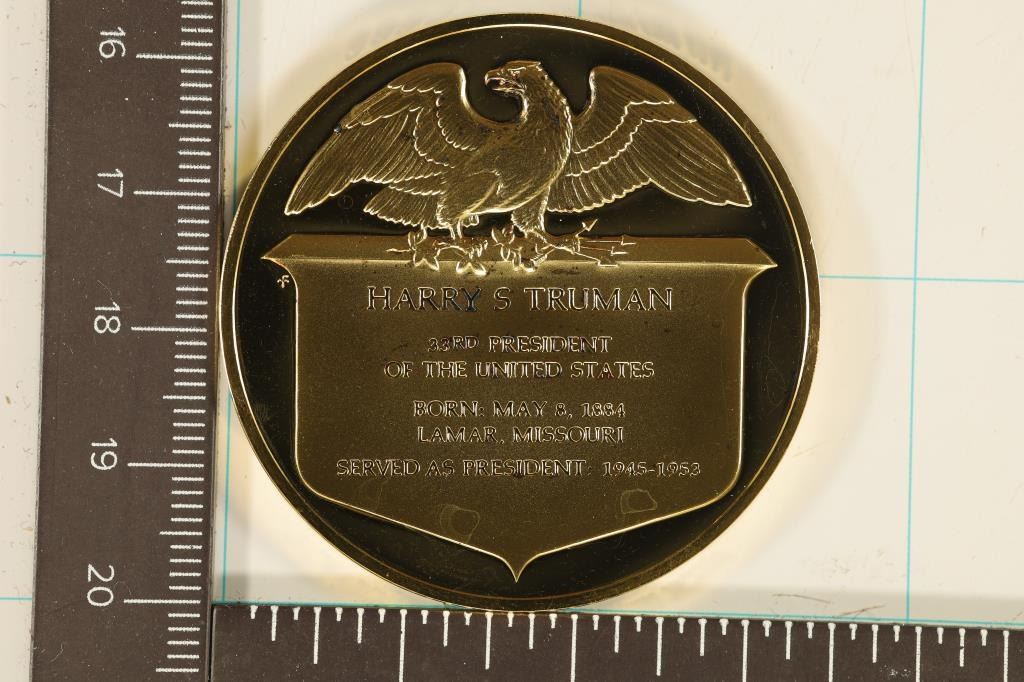 16
17
18
19
20
HARRY S TRUMAN
33RD PRESIDENT
OF THE UNITED STATES
BORN: MAY 8, 1884
LAMAR, MISSOURI
SERVED AS PRESIDENT: 1945-1953